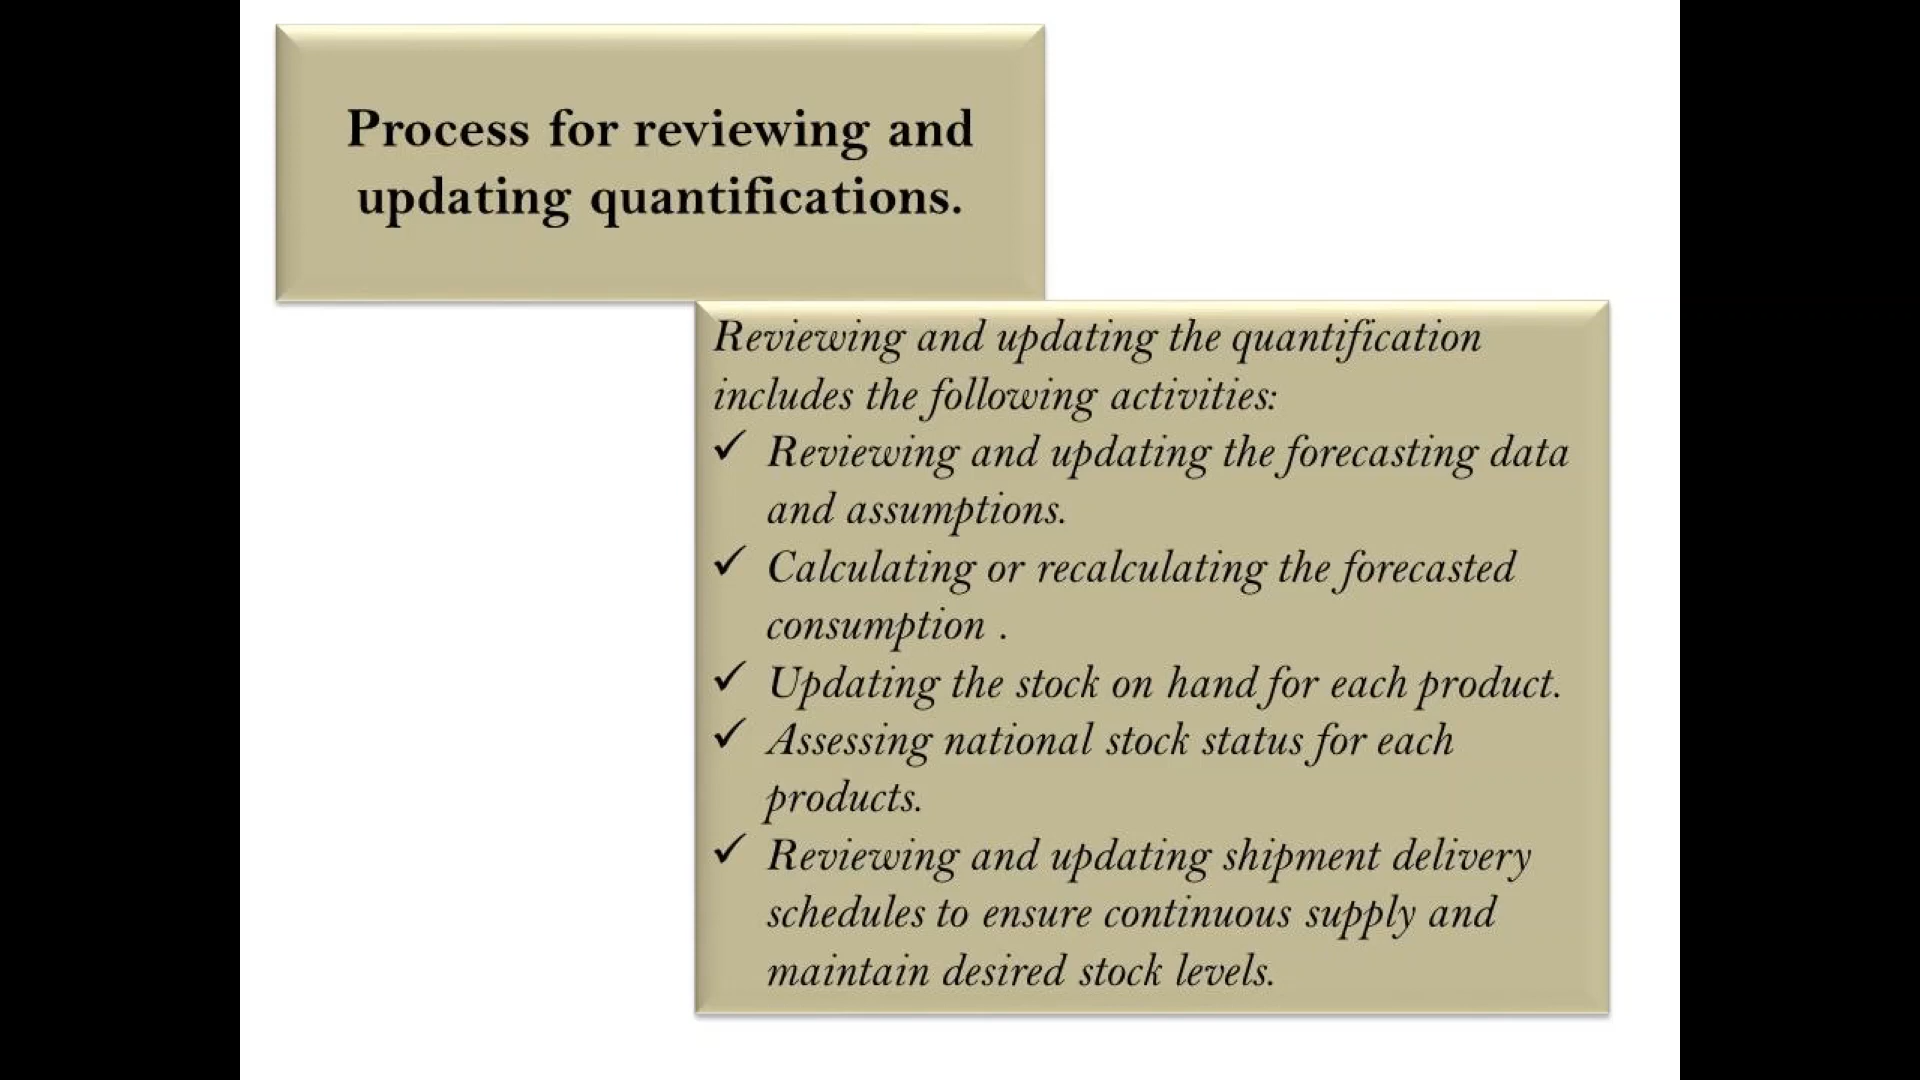 Process for reviewing and
updating quantifications.
Reviewing and updating the quantification
includes the following activities:
✓ Reviewing and updating the forecasting data
and assumptions.
✓ Calculating or recalculating the forecasted
consumption .
✓ Updating the stock on hand for each product.
✓ Assessing national stock status for each
products.
✓ Reviewing and updating shipment delivery
schedules to ensure continuous supply and
maintain desired stock levels.